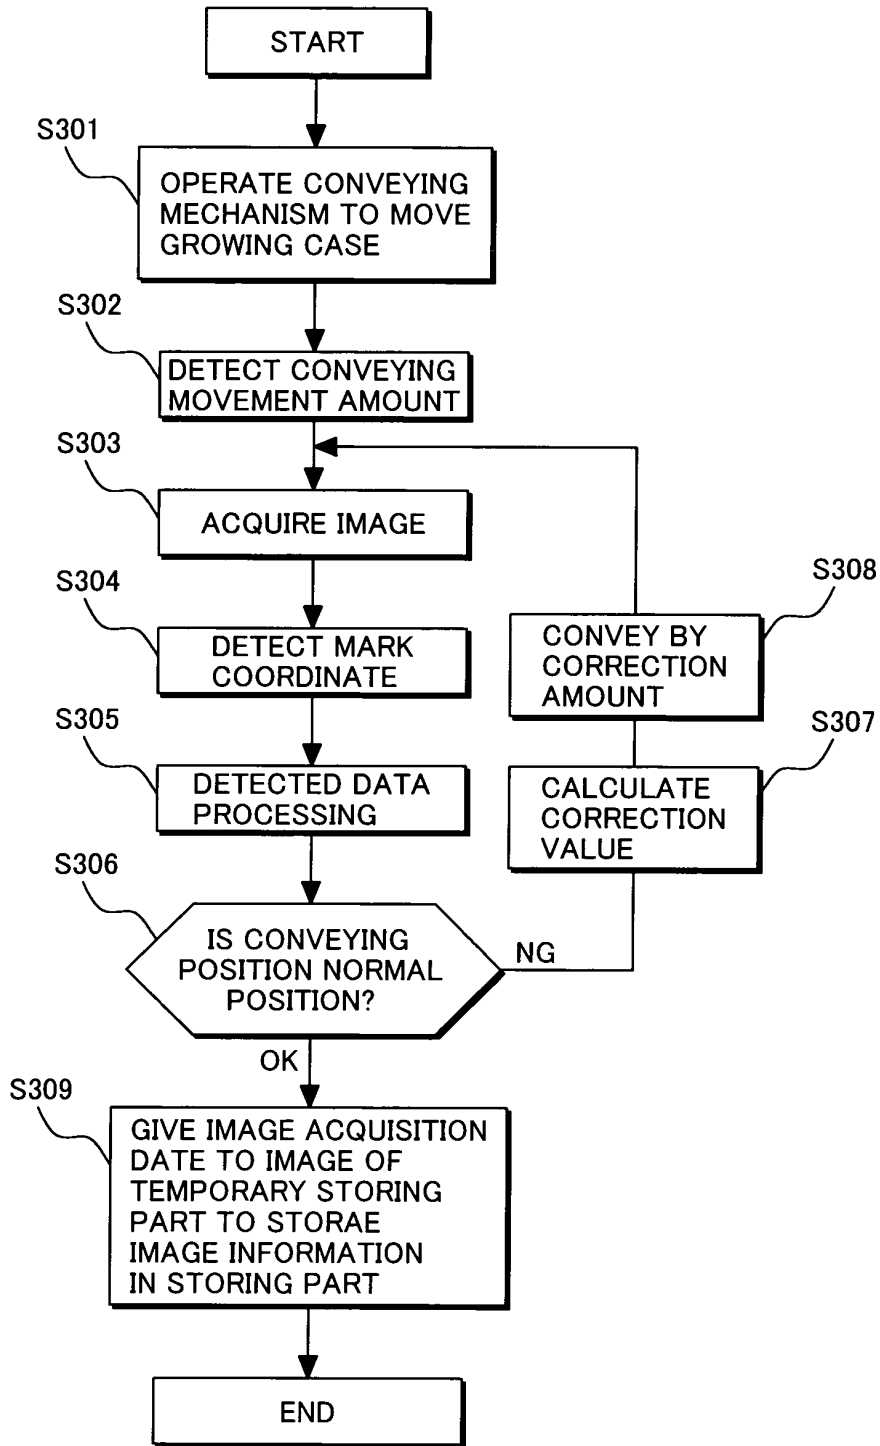 START
S301
OPERATE CONVEYING
MECHANISM TO MOVE
GROWING CASE
S302
DETECT CONVEYING
MOVEMENT AMOUNT
S303
ACQUIRE IMAGE
S304
DETECT MARK
COORDINATE
S308
CONVEY BY
CORRECTION
AMOUNT
S305
DETECTED DATA
PROCESSING
S307
CALCULATE
CORRECTION
VALUE
S306
IS CONVEYING
POSITION NORMAL
POSITION?
NG
OK
S309
GIVE IMAGE ACQUISITION
DATE TO IMAGE OF
TEMPORARY STORING
PART TO STORAE
IMAGE INFORMATION
IN STORING PART
END